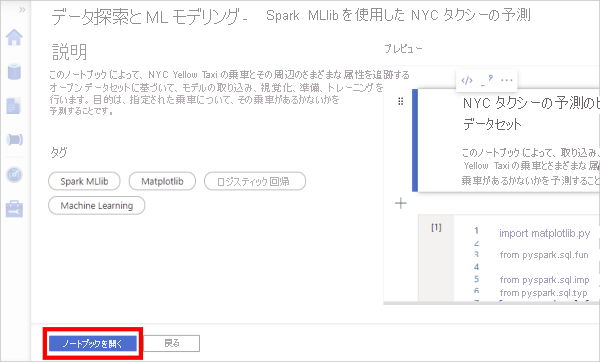 データ探索と ML モデリング - Spark MLlib を使用した NYC タクシーの予測
説明
このノートブックによって、NYC Yellow Taxi の乗車とその周辺のさまざまな属性を追跡する
オープン データセットに基づいて、モデルの取り込み、視覚化、準備、トレーニングを
行います。目的は、指定された乗車について、その乗車があるかないかを
予測することです。
タグ
Spark MLlib
Matplotlib
ロジスティック回帰
Machine Learning
プレビュー
NYC タクシーの予測のヒ
データセット
このノートブックによって、取り込み、
Yellow Taxi の乗車とさまざまな属
乗車があるかないかを予測すること
[1]
1 import matplotlib.py
2
3 from pyspark.sql.fun
4
5 from pyspark.sql.imp
6 from pyspark.sql.typ
ノートブックを開く
戻る